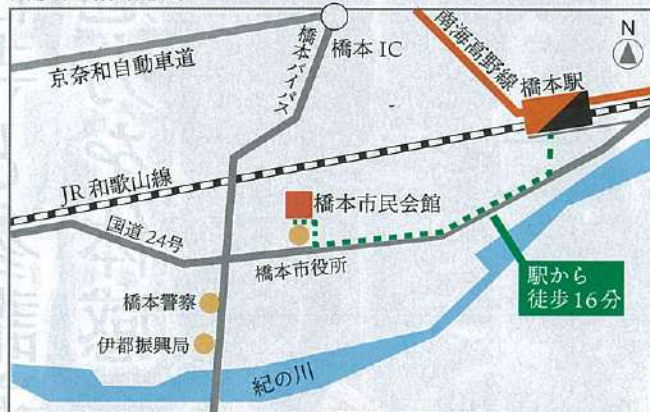 京奈和自動車道
橋本IC
橋本バイパス
南海高野線
N
橋本駅
JR和歌山線
橋本市民会館
国道24号
橋本市役所
駅から
徒歩16分
橋本警察
伊都振興局
紀の川